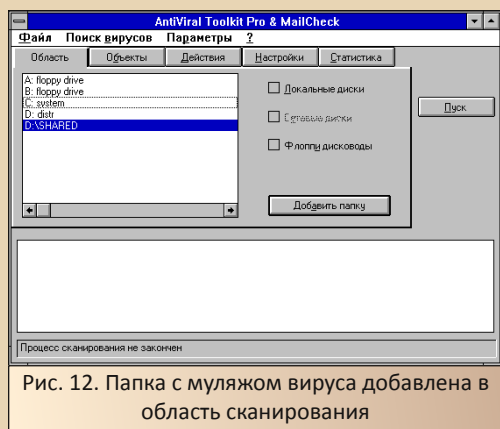 AntiViral Toolkit Pro & MailCheck
Файл Поиск вирусов Параметры ?
Область Объекты Действия Настройки Статистика
A: floppy drive
B: floppy drive
C: system
D: distr
D:\SHARED
Локальные диски
Сетевые диски
Флоппи дисководы
Добавить папку
Пуск
Процесс сканирования не закончен
Рис. 12. Папка с муляжом вируса добавлена в
область сканирования